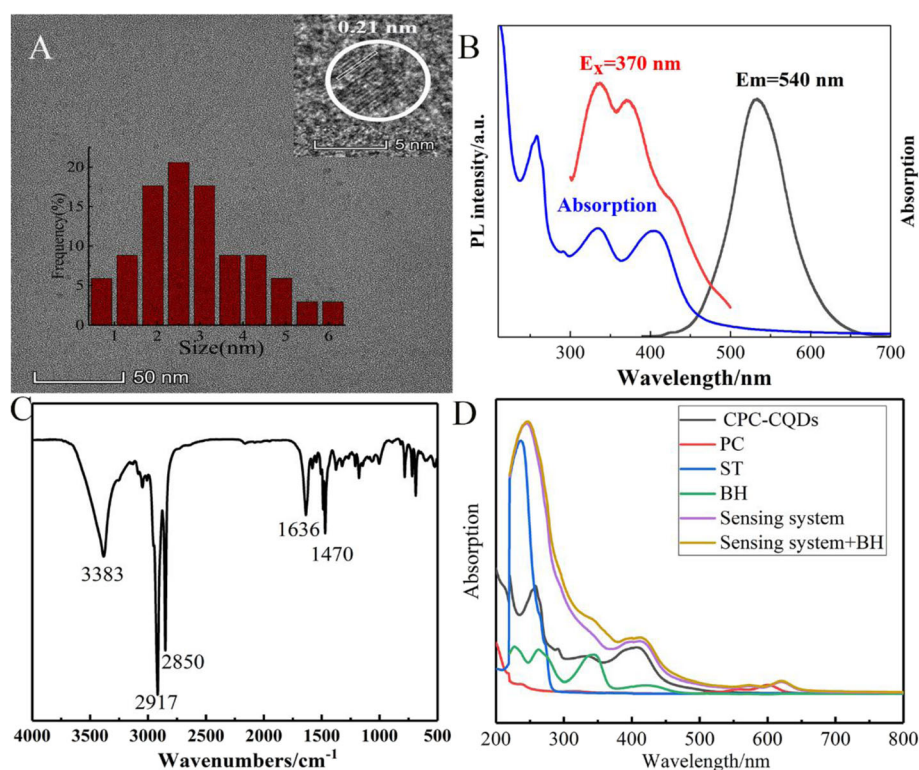 A
0.21 nm
5 nm
Frequency(%)
20
15
10
5
0
1 2 3 4 5 6
Size(nm)
50 nm
B
Ex=370 nm
Em=540 nm
Absorption
PL intensity/a.u.
Absorption
300 400 500 600 700
Wavelength/nm
C
3383
2917
2850
1636
1470
4000 3500 3000 2500 2000 1500 1000 500
Wavenumbers/cm-1
D
CPC-CQDs
PC
ST
BH
Sensing system
Sensing system+BH
Absorption
200 300 400 500 600 700 800
Wavelength/nm